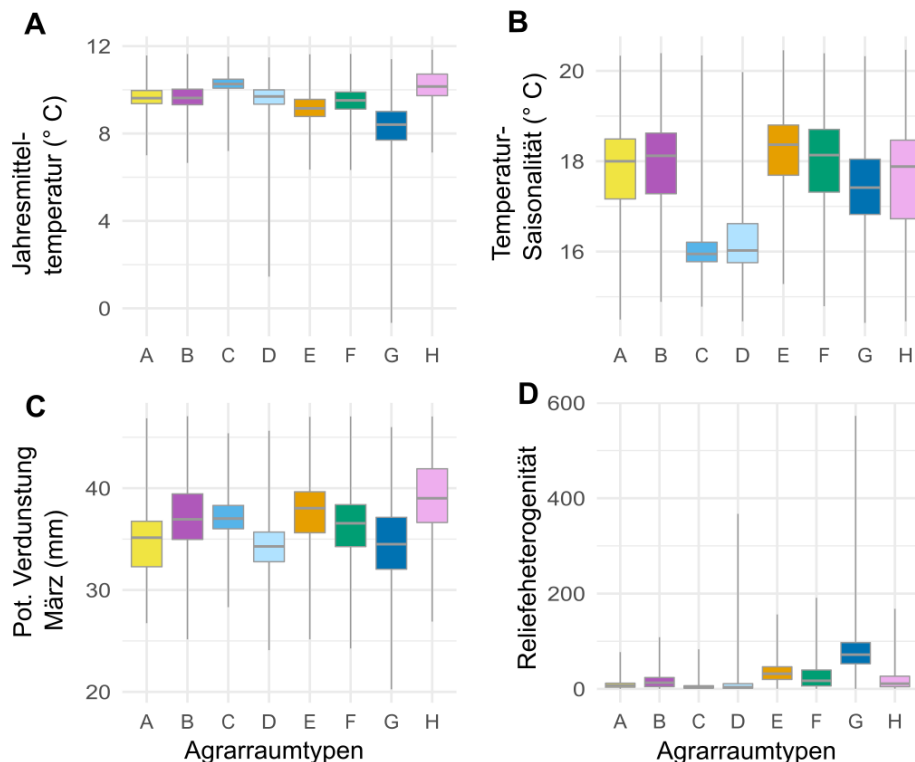 A
Jahresmittel-
temperatur (° C)
12
8
4
0
A B C D E F G H
B
Temperatur-
Saisonalität (° C)
20
18
16
A B C D E F G H
C
Pot. Verdunstung
März (mm)
40
30
20
A B C D E F G H
Agrarraumtypen
D
Reliefeheterogenität
600
400
200
0
A B C D E F G H
Agrarraumtypen